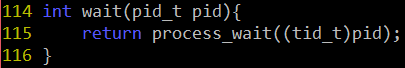 114 int wait(pid_t pid){
115     return process_wait((tid_t)pid);
116 }